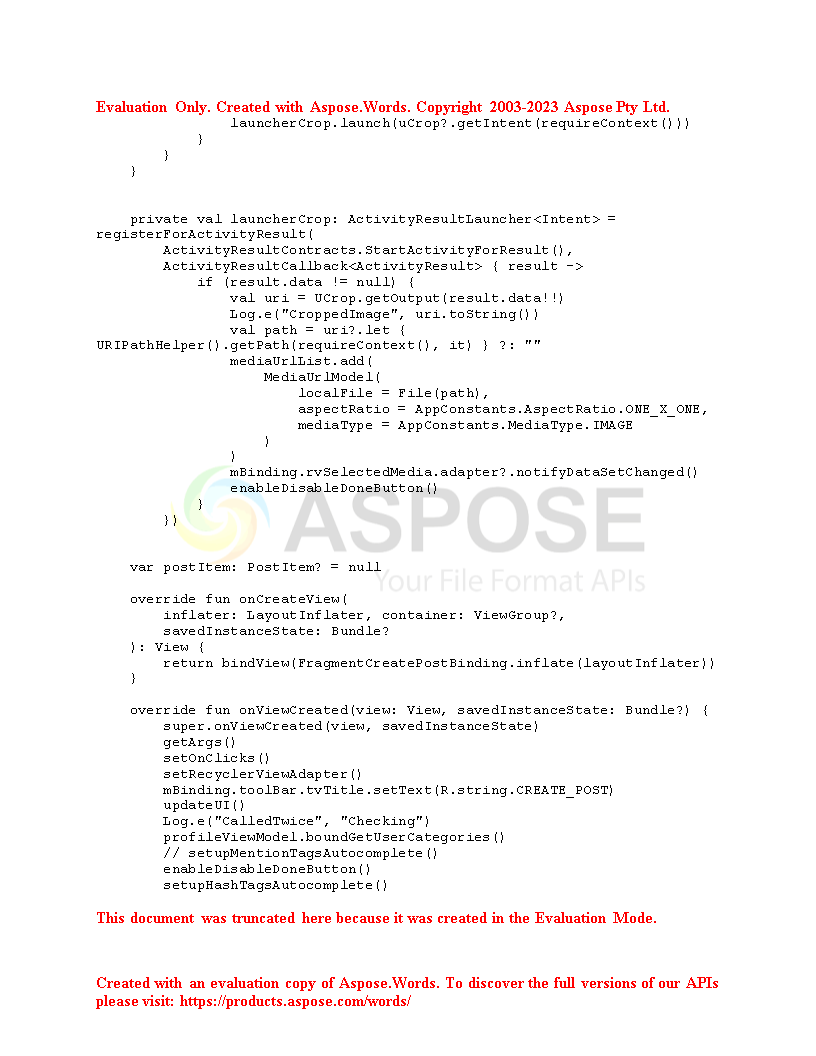 Evaluation Only. Created with Aspose.Words. Copyright 2003-2023 Aspose Pty Ltd.
                launcherCrop.launch(uCrop?.getIntent(requireContext()))
            }
        }
    }
    private val launcherCrop: ActivityResultLauncher<Intent> =
registerForActivityResult(
        ActivityResultContracts.StartActivityForResult(),
        ActivityResultCallback<ActivityResult> { result ->
            if (result.data != null) {
                val uri = UCrop.getOutput(result.data!!)
                Log.e("CroppedImage", uri.toString())
                val path = uri?.let {
URIPathHelper().getPath(requireContext(), it) } ?: ""
                mediaUrlList.add(
                    MediaUrlModel(
                        localFile = File(path),
                        aspectRatio = AppConstants.AspectRatio.ONE_X_ONE,
                        mediaType = AppConstants.MediaType.IMAGE
                    )
                )
                mBinding.rvSelectedMedia.adapter?.notifyDataSetChanged()
                enableDisableDoneButton()
            }
        })
ASPOSE
Your File Format APIs
    var postItem: PostItem? = null
    override fun onCreateView(
        inflater: LayoutInflater, container: ViewGroup?,
        savedInstanceState: Bundle?
    ): View {
        return bindView(FragmentCreatePostBinding.inflate(layoutInflater))
    }
    override fun onViewCreated(view: View, savedInstanceState: Bundle?) {
        super.onViewCreated(view, savedInstanceState)
        getArgs()
        setOnClicks()
        setRecyclerViewAdapter()
        mBinding.toolBar.tvTitle.setText(R.string.CREATE_POST)
        updateUI()
        Log.e("CalledTwice", "Checking")
        profileViewModel.boundGetUserCategories()
        // setupMentionTagsAutocomplete()
        enableDisableDoneButton()
        setupHashTagsAutocomplete()
This document was truncated here because it was created in the Evaluation Mode.
Created with an evaluation copy of Aspose.Words. To discover the full versions of our APIs
please visit: https://products.aspose.com/words/